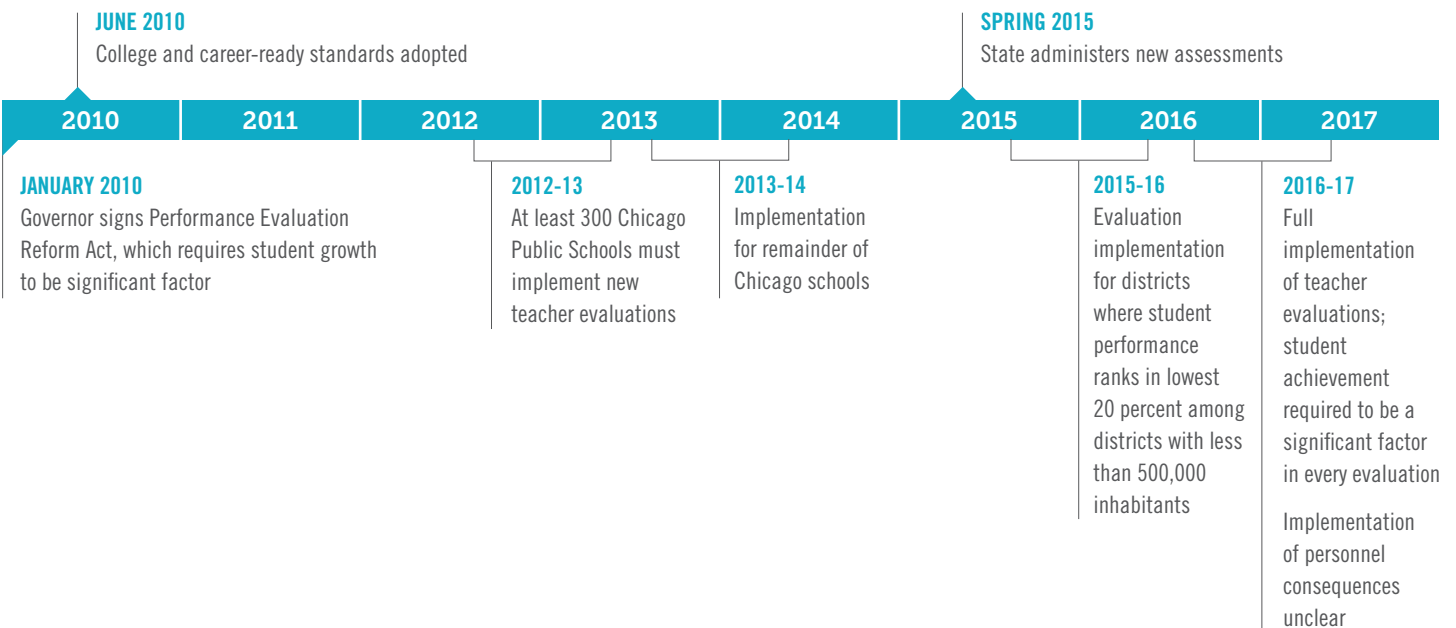 JUNE 2010
College and career-ready standards adopted
SPRING 2015
State administers new assessments
2010
2011
2012
2013
2014
2015
2016
2017
JANUARY 2010
Governor signs Performance Evaluation
Reform Act, which requires student growth
to be significant factor
2012-13
At least 300 Chicago
Public Schools must
implement new
teacher evaluations
2013-14
Implementation
for remainder of
Chicago schools
2015-16
Evaluation
implementation
for districts
where student
performance
ranks in lowest
20 percent among
districts with less
than 500,000
inhabitants
2016-17
Full
implementation
of teacher
evaluations;
student
achievement
required to be a
significant factor
in every evaluation
Implementation
of personnel
consequences
unclear